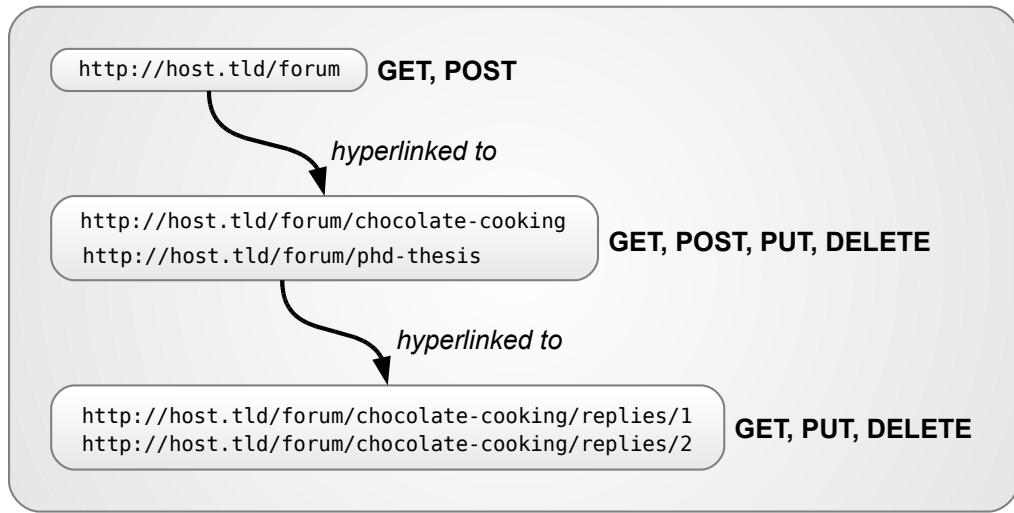 http://host.tld/forum GET, POST
hyperlinked to
http://host.tld/forum/chocolate-cooking
http://host.tld/forum/phd-thesis
GET, POST, PUT, DELETE
hyperlinked to
http://host.tld/forum/chocolate-cooking/replies/1
http://host.tld/forum/chocolate-cooking/replies/2
GET, PUT, DELETE